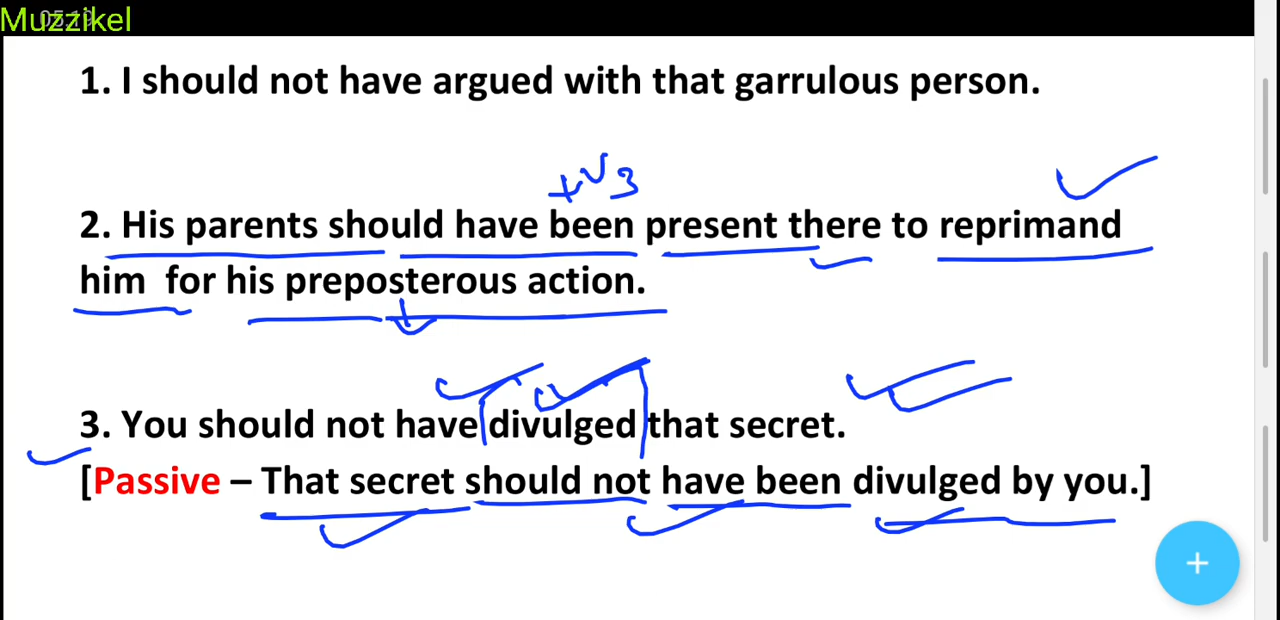 Muzzikel
1. I should not have argued with that garrulous person.
+V3
2. His parents should have been present there to reprimand
him for his preposterous action.
3. You should not have divulged that secret.
[Passive – That secret should not have been divulged by you.]
+